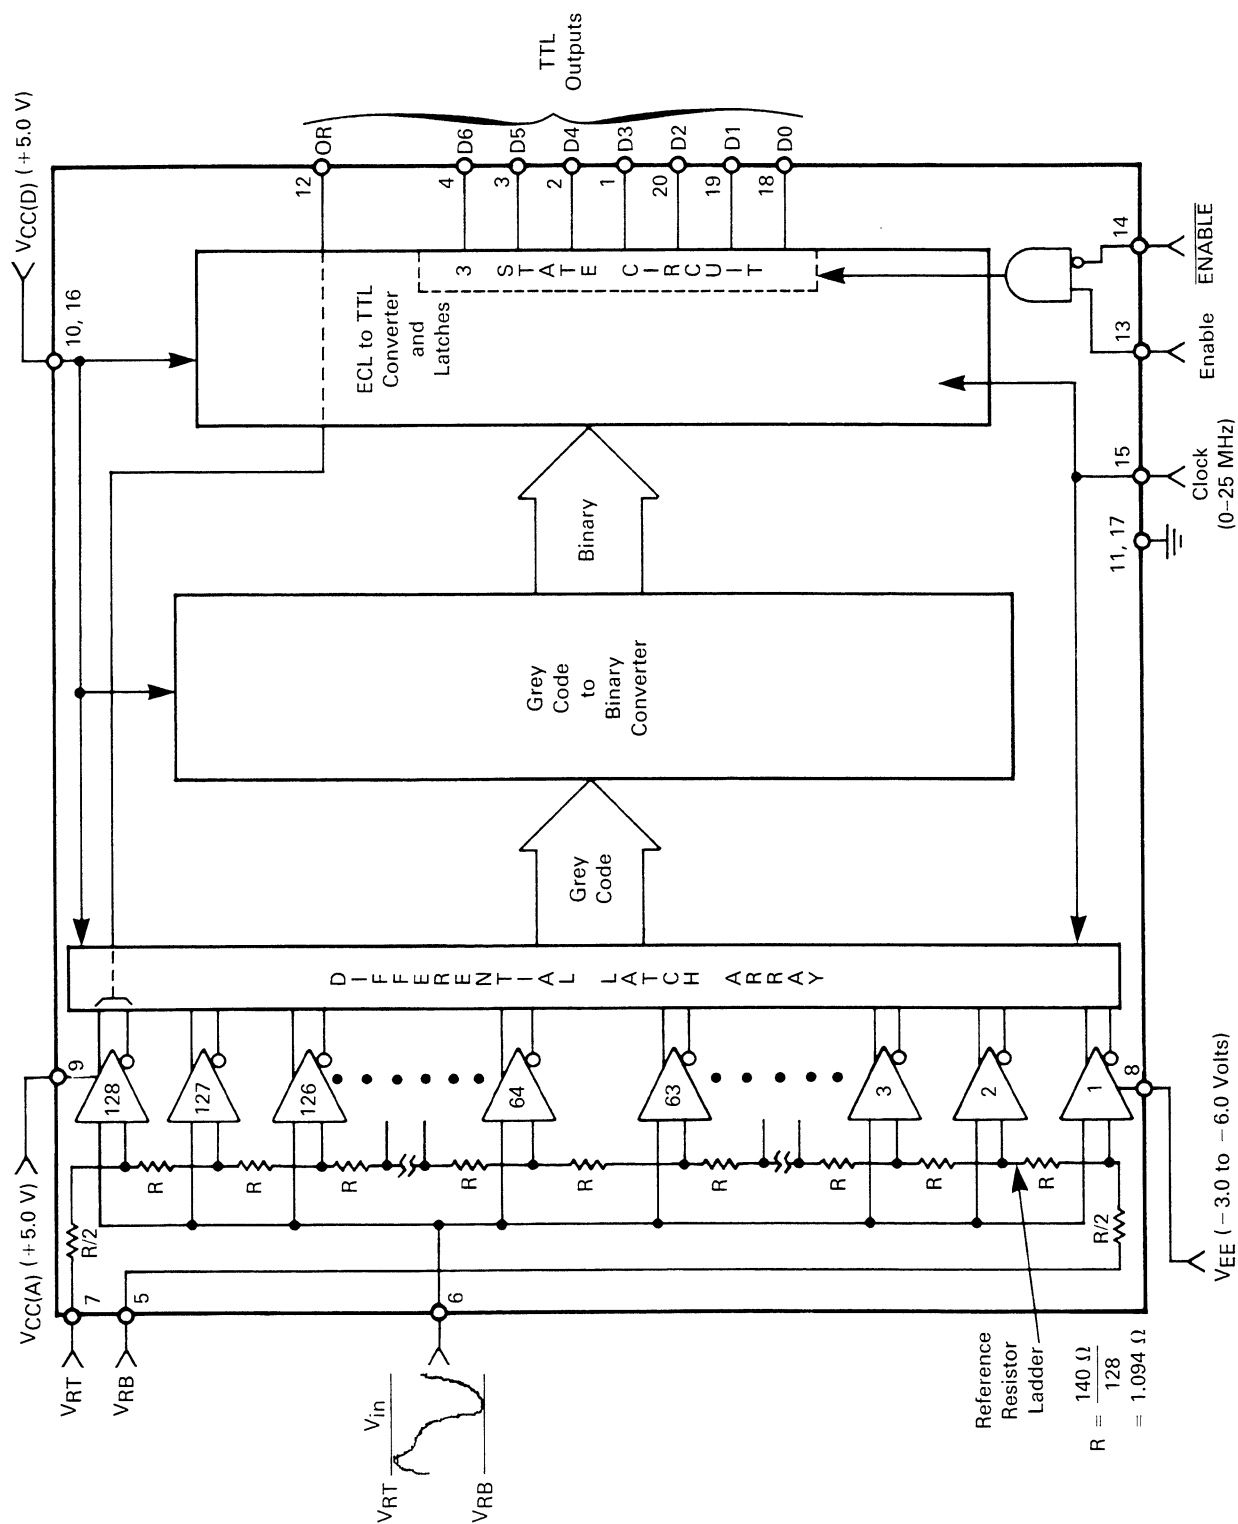 VCC(A) (+5.0 V)
VCC(D) (+5.0 V)
VRT
7
R/2
VRB
5
9
10, 16
128
127
126
64
63
3
2
1
R
R
R
R
R
R
R
R
R
R/2
DIFFERENTIAL LATCH ARRAY
Grey
Code
Grey
Code
to
Binary
Converter
Binary
ECL to TTL
Converter
and
Latches
3 STATE CIRCUIT
12
OR
4
D6
3
D5
2
D4
1
D3
20
D2
19
D1
18
D0
TTL
Outputs
Vin
VRT
VRB
6
Reference
Resistor
Ladder
R = 140 Ω
128
= 1.094 Ω
8
VEE (−3.0 to −6.0 Volts)
11, 17
15
Clock
(0–25 MHz)
13
Enable
14
ENABLE